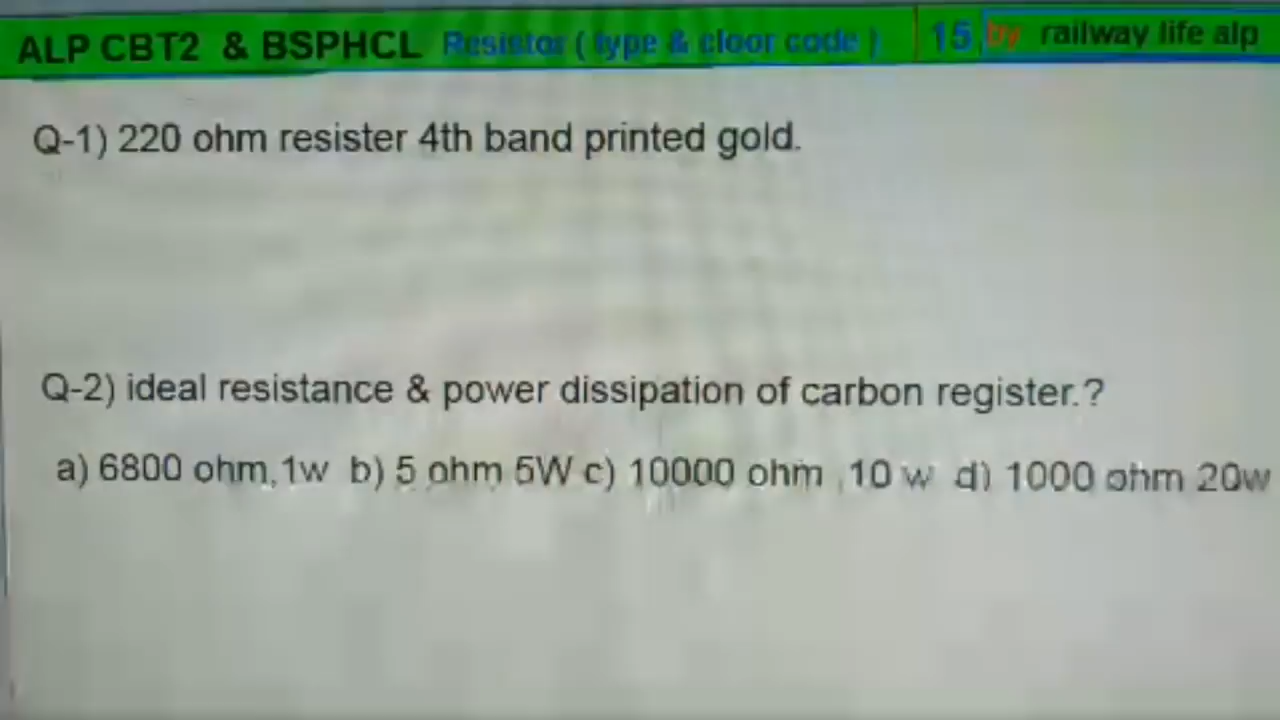 ALP CBT2 & BSPHCL Resistor ( type & cloor code ) 15 by railway life alp
Q-1) 220 ohm resister 4th band printed gold.
Q-2) ideal resistance & power dissipation of carbon register.?
a) 6800 ohm, 1w b) 5 ohm 5W c) 10000 ohm ,10 w d) 1000 ohm 20w